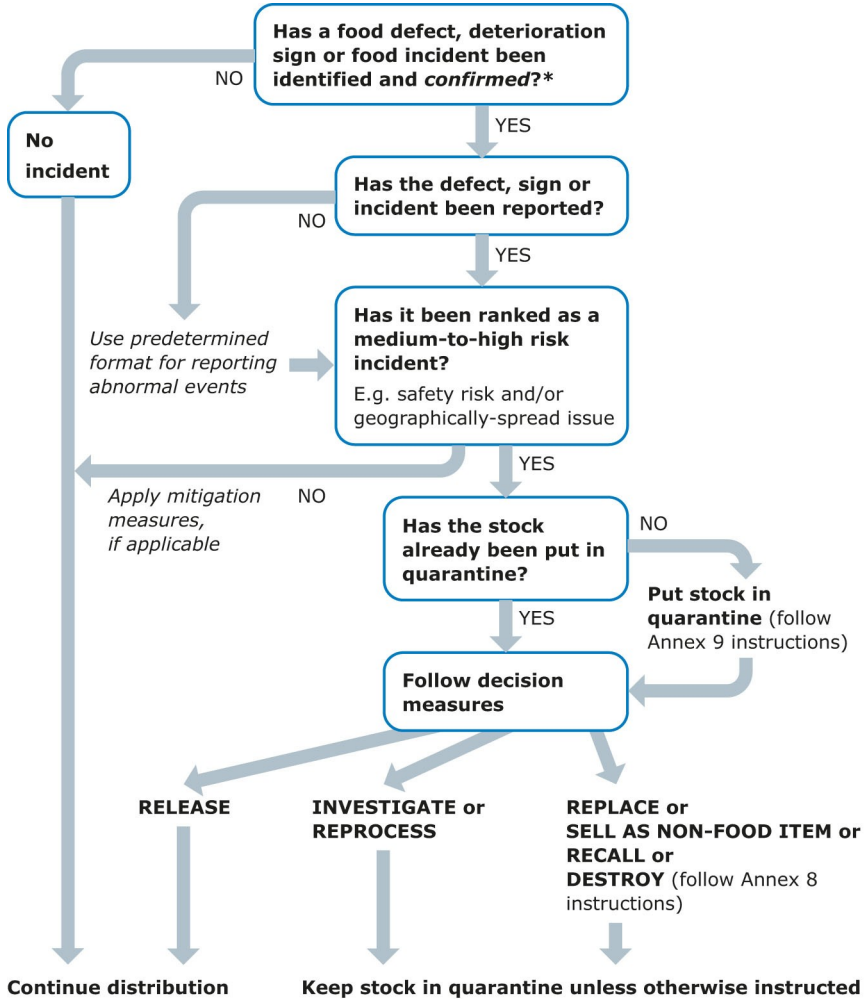 Has a food defect, deterioration
sign or food incident been
identified and confirmed?*
NO
YES
No
incident
Has the defect, sign or
incident been reported?
NO
YES
Use predetermined
format for reporting
abnormal events
Has it been ranked as a
medium-to-high risk
incident?
E.g. safety risk and/or
geographically-spread issue
YES
NO
Apply mitigation
measures,
if applicable
Has the stock
already been put in
quarantine?
NO
YES
Put stock in
quarantine (follow
Annex 9 instructions)
Follow decision
measures
RELEASE
INVESTIGATE or
REPROCESS
REPLACE or
SELL AS NON-FOOD ITEM or
RECALL or
DESTROY (follow Annex 8
instructions)
Continue distribution
Keep stock in quarantine unless otherwise instructed